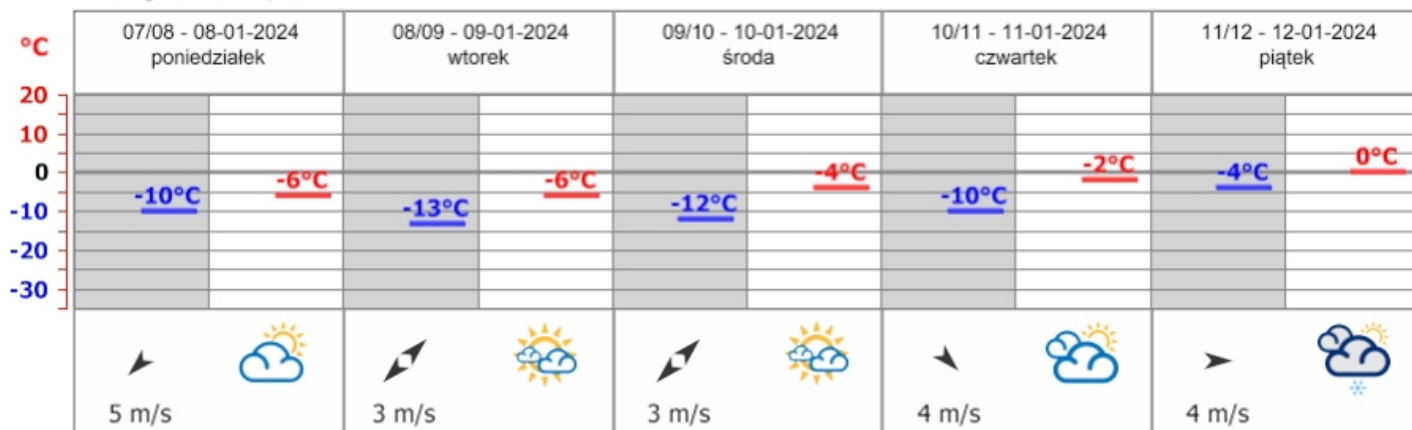 °C
07/08 - 08-01-2024
poniedziałek
08/09 - 09-01-2024
wtorek
09/10 - 10-01-2024
środa
10/11 - 11-01-2024
czwartek
11/12 - 12-01-2024
piątek
20
10
0
-10
-20
-30
-10°C
-6°C
-13°C
-6°C
-12°C
-4°C
-10°C
-2°C
-4°C
0°C
5 m/s
3 m/s
3 m/s
4 m/s
4 m/s